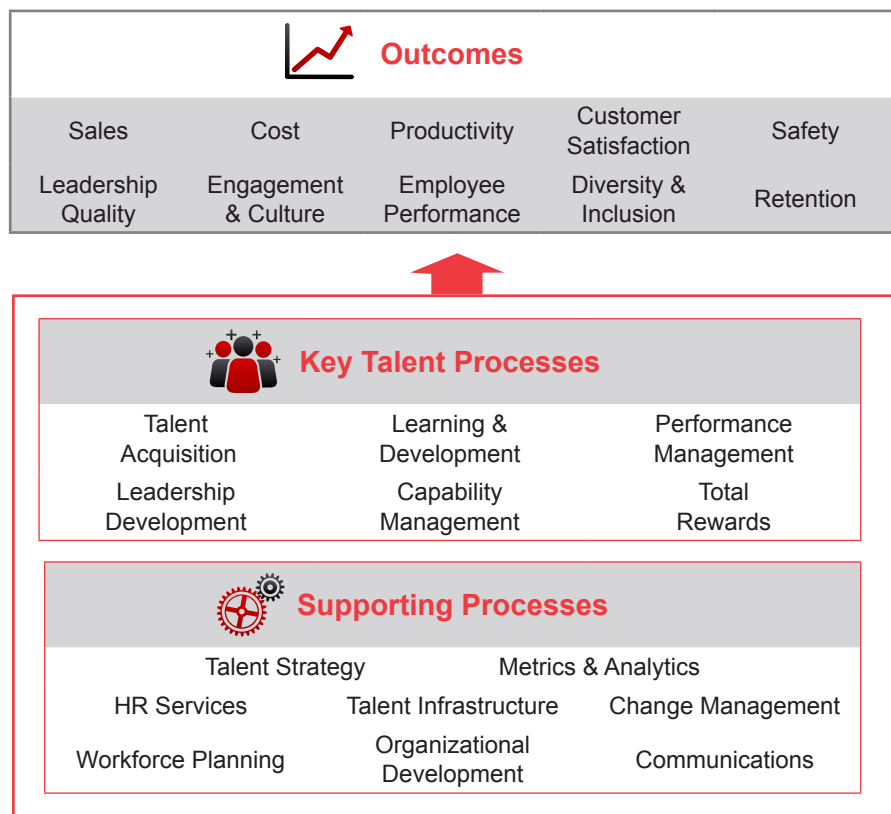 Outcomes
Sales
Cost
Productivity
Customer
Satisfaction
Safety
Leadership
Quality
Engagement
& Culture
Employee
Performance
Diversity &
Inclusion
Retention
Key Talent Processes
Talent
Acquisition
Learning &
Development
Performance
Management
Leadership
Development
Capability
Management
Total
Rewards
Supporting Processes
Talent Strategy
Metrics & Analytics
HR Services
Talent Infrastructure
Change Management
Workforce Planning
Organizational
Development
Communications